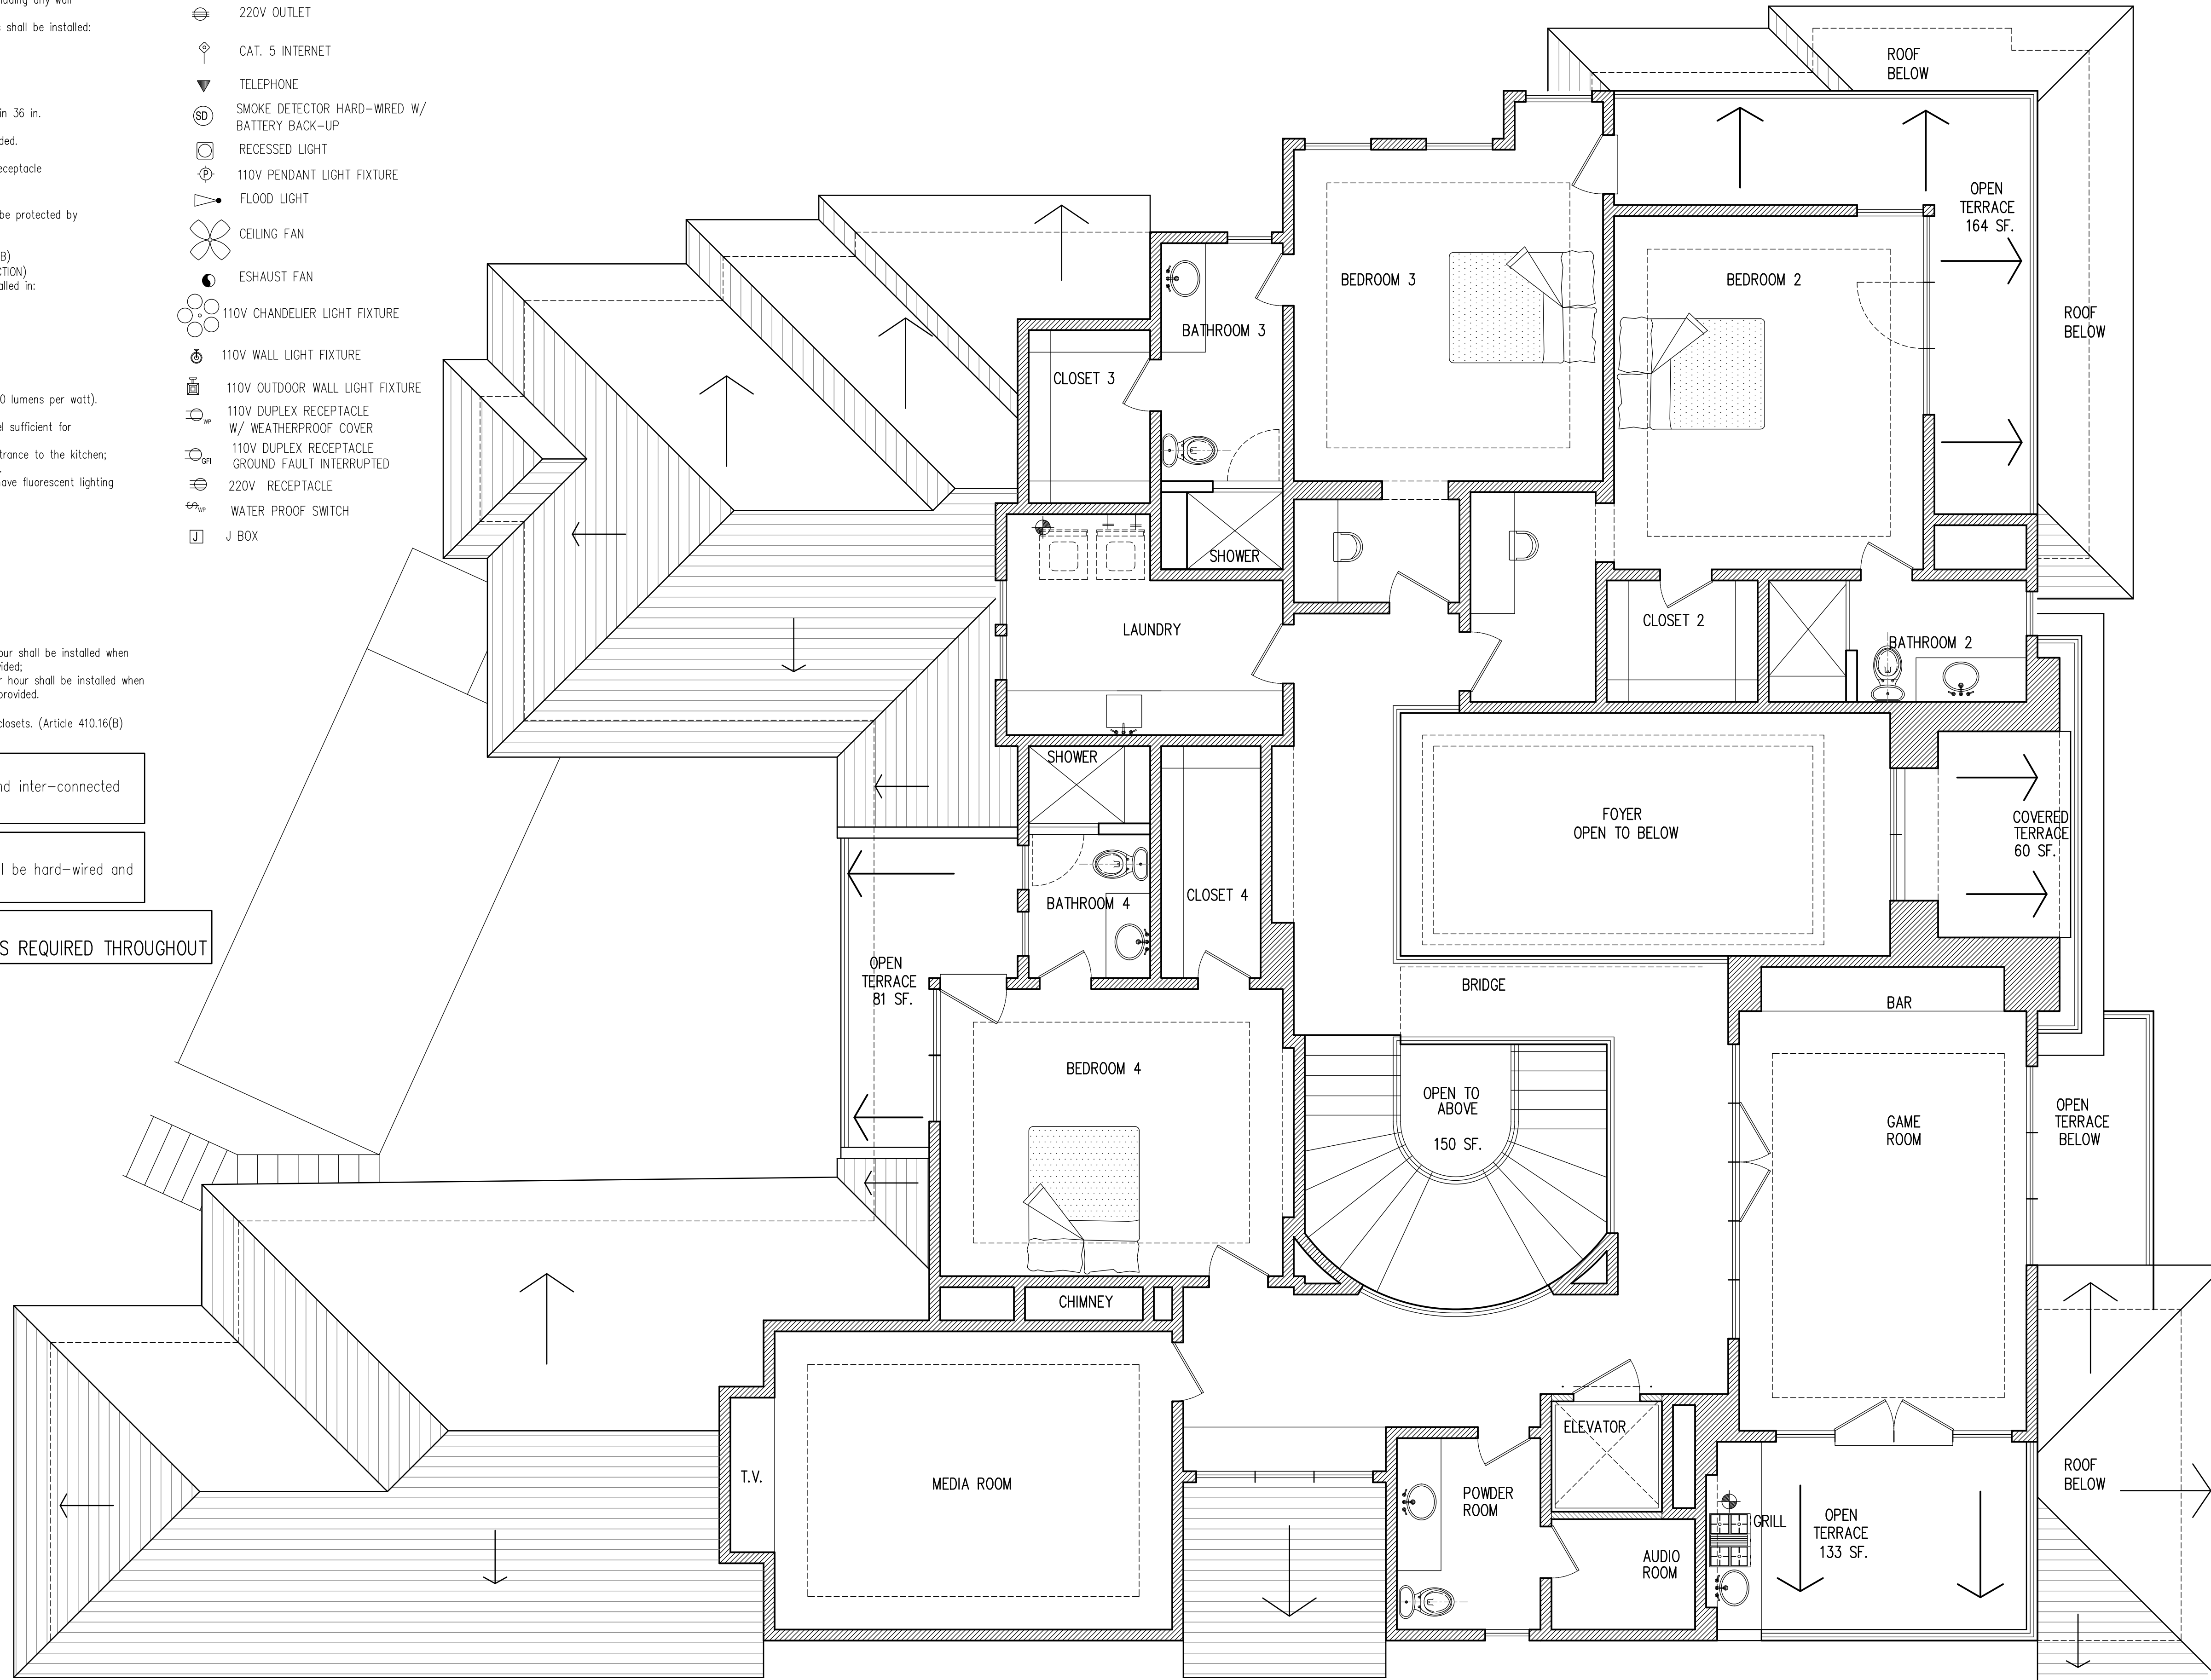 uding any wall
s shall be installed:
in 36 in.
ded.
eceptacle
be protected by
B)
CTION)
alled in:
0 lumens per watt).
el sufficient for
ntrance to the kitchen;
have fluorescent lighting
our shall be installed when
vided;
r hour shall be installed when
provided.
closets. (Article 410.16(B)
nd inter-connected
l be hard-wired and
S REQUIRED THROUGHOUT
220V OUTLET
CAT. 5 INTERNET
TELEPHONE
SD
SMOKE DETECTOR HARD-WIRED W/
BATTERY BACK-UP
RECESSED LIGHT
P
110V PENDANT LIGHT FIXTURE
FLOOD LIGHT
CEILING FAN
ESHAUST FAN
110V CHANDELIER LIGHT FIXTURE
110V WALL LIGHT FIXTURE
110V OUTDOOR WALL LIGHT FIXTURE
WP
110V DUPLEX RECEPTACLE
W/ WEATHERPROOF COVER
GFI
110V DUPLEX RECEPTACLE
GROUND FAULT INTERRUPTED
220V RECEPTACLE
WP
WATER PROOF SWITCH
J
J BOX
ROOF
BELOW
OPEN
TERRACE
164 SF.
BEDROOM 3
BEDROOM 2
ROOF
BELOW
BATHROOM 3
CLOSET 3
SHOWER
LAUNDRY
CLOSET 2
BATHROOM 2
SHOWER
FOYER
OPEN TO BELOW
COVERED
TERRACE
60 SF.
BATHROOM 4
CLOSET 4
OPEN
TERRACE
81 SF.
BRIDGE
BAR
BEDROOM 4
OPEN TO
ABOVE
150 SF.
GAME
ROOM
OPEN
TERRACE
BELOW
CHIMNEY
ELEVATOR
T.V.
MEDIA ROOM
POWDER
ROOM
GRILL
OPEN
TERRACE
133 SF.
ROOF
BELOW
AUDIO
ROOM